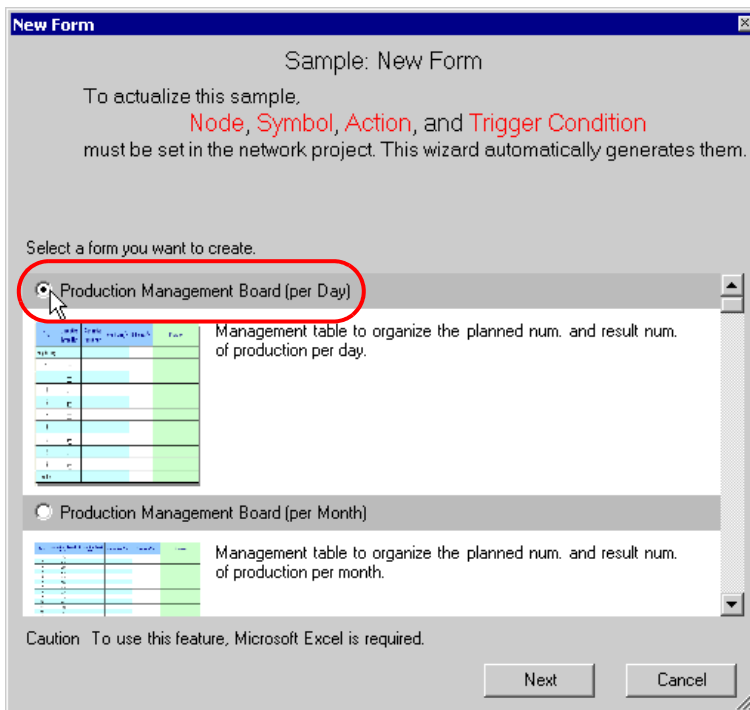 New Form
Sample: New Form
To actualize this sample,
Node, Symbol, Action, and Trigger Condition
must be set in the network project. This wizard automatically generates them.
Select a form you want to create.
Production Management Board (per Day)
Management table to organize the planned num. and result num.
of production per day.
Production Management Board (per Month)
Management table to organize the planned num. and result num.
of production per month.
Caution To use this feature, Microsoft Excel is required.
Next
Cancel